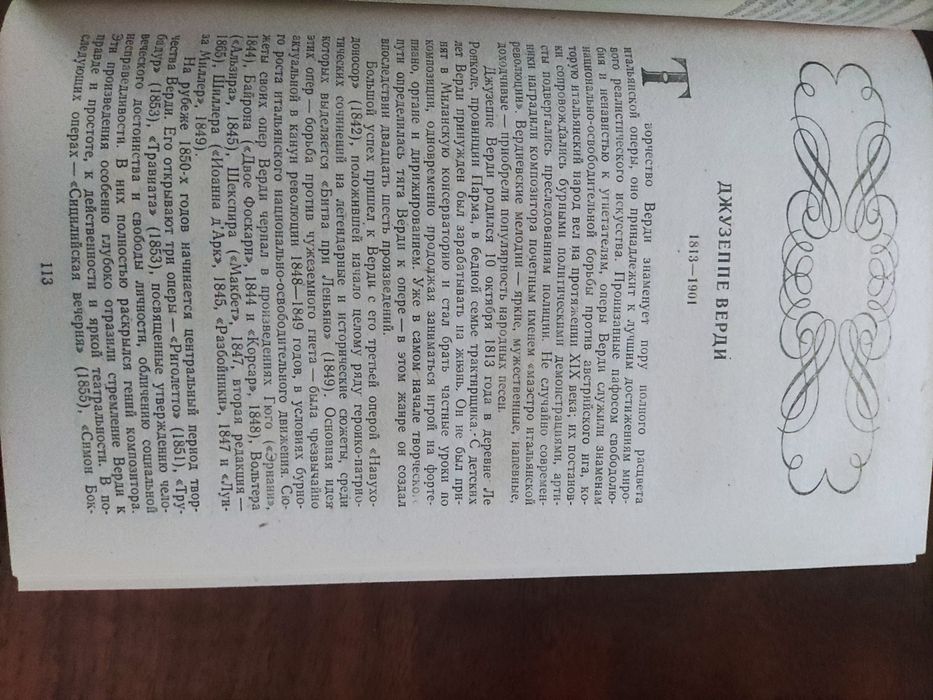 ДЖУЗЕППЕ ВЕРДИ
1813—1901
Творчество Верди знаменует пору полного расцвета
итальянской оперы, оно принадлежит к лучшим достижениям миро-
вого реалистического искусства. Пронизанные пафосом свободолю-
бия и ненавистью к угнетателям, оперы Верди служили знаменам
национально-освободительной борьбы против австрийского ига, ко-
торую итальянский народ вел на протяжении XIX века; их постанов-
ки сопровождались бурными политическими демонстрациями, арти-
сты подвергались преследованиям полиции. Не случайно современ-
ники наградили композитора почетным именем «маэстро итальянской
революции». Вердиевские мелодии — яркие, мужественные, напевные,
доходчивые — приобрели популярность народных песен.
Джузеппе Верди родился 10 октября 1813 года в деревне Ле
Ронколе, провинции Парма, в бедной семье трактирщика. С детских
лет Верди принужден был зарабатывать на жизнь. Он не был при-
нят в Миланскую консерваторию и стал брать частные уроки по
композиции, одновременно продолжая заниматься игрой на форте-
пиано, органе и дирижированием. Уже в самом начале творческо
пути определилась тяга Верди к опере — в этом жанре он создал
впоследствии двадцать шесть произведений.
Большой успех пришел к Верди с его третьей оперой «Навухо-
доносор» (1842), положившей начало целому ряду героико-патрио-
тических сочинений на легендарные и исторические сюжеты, среди
которых выделяется «Битва при Леньяно» (1849). Основная идея
этих опер — борьба против чужеземного гнета — была чрезвычайно
актуальной в канун революции 1848—1849 годов, в условиях бурно-
го роста итальянского национально-освободительного движения. Сю-
жеты своих опер Верди черпал в произведениях Гюго («Эрнани»,
1844), Байрона («Двое Фоскари», 1844 и «Корсар», 1848), Вольтера
(«Альзира», 1845), Шекспира («Макбет», 1847, вторая редакция —
1865), Шиллера («Иоанна д'Арк», 1845, «Разбойники», 1847 и «Луи-
за Миллер», 1849).
На рубеже 1850-х годов начинается центральный период твор-
чества Верди. Его открывают три оперы — «Риголетто» (1851), «Тру-
бадур» (1853), «Травиата» (1853), посвященные утверждению чело-
веческого достоинства и свободы личности, обличению социальной
несправедливости. В них полностью раскрылся гений композитора.
Эти произведения особенно глубоко отразили стремление Верди к
правде и простоте, к действенности и яркой театральности. В по-
следующих операх — «Сицилийская вечерня» (1855), «Симон Бокк-
113